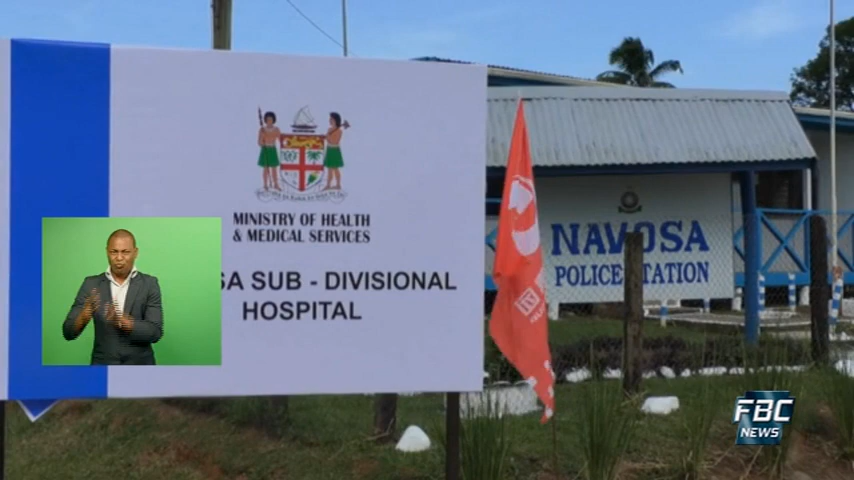 MINISTRY OF HEALTH
& MEDICAL SERVICES
SA SUB - DIVISIONAL
HOSPITAL
NAVOSA
POLICE STATION
FBC
NEWS